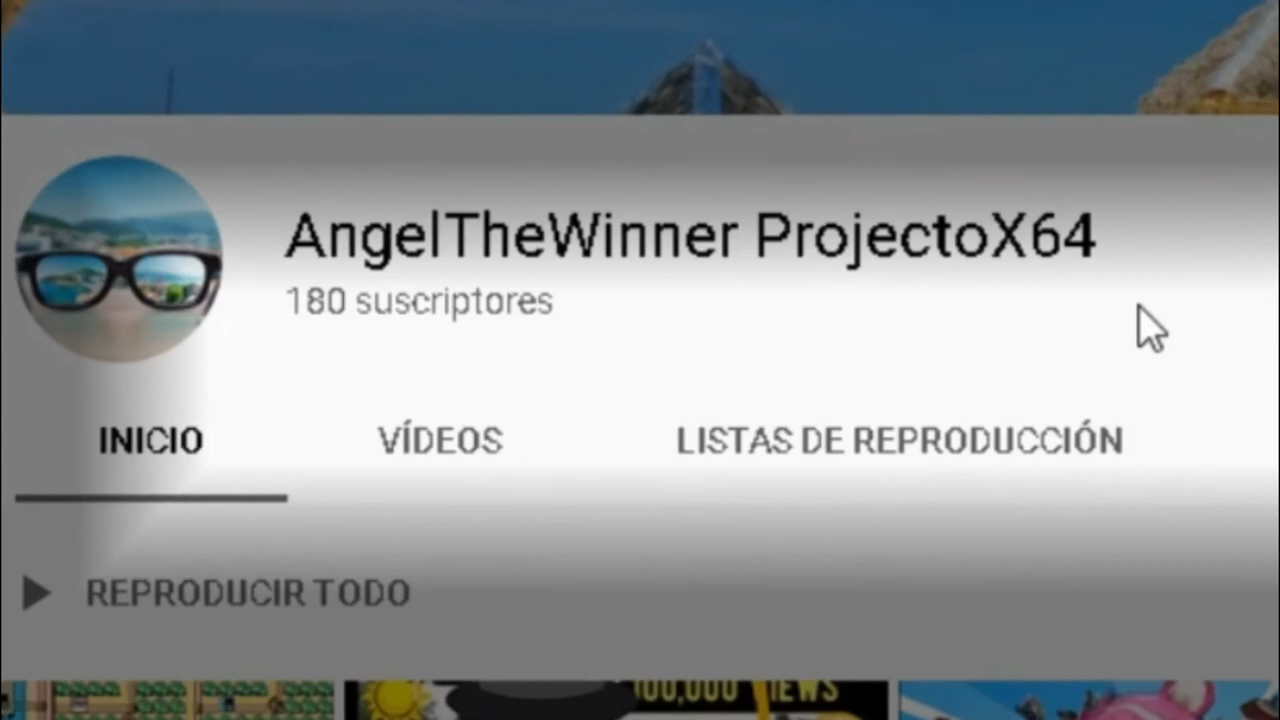 AngelTheWinner ProjectoX64
180 suscriptores
INICIO VÍDEOS LISTAS DE REPRODUCCIÓN
REPRODUCIR TODO